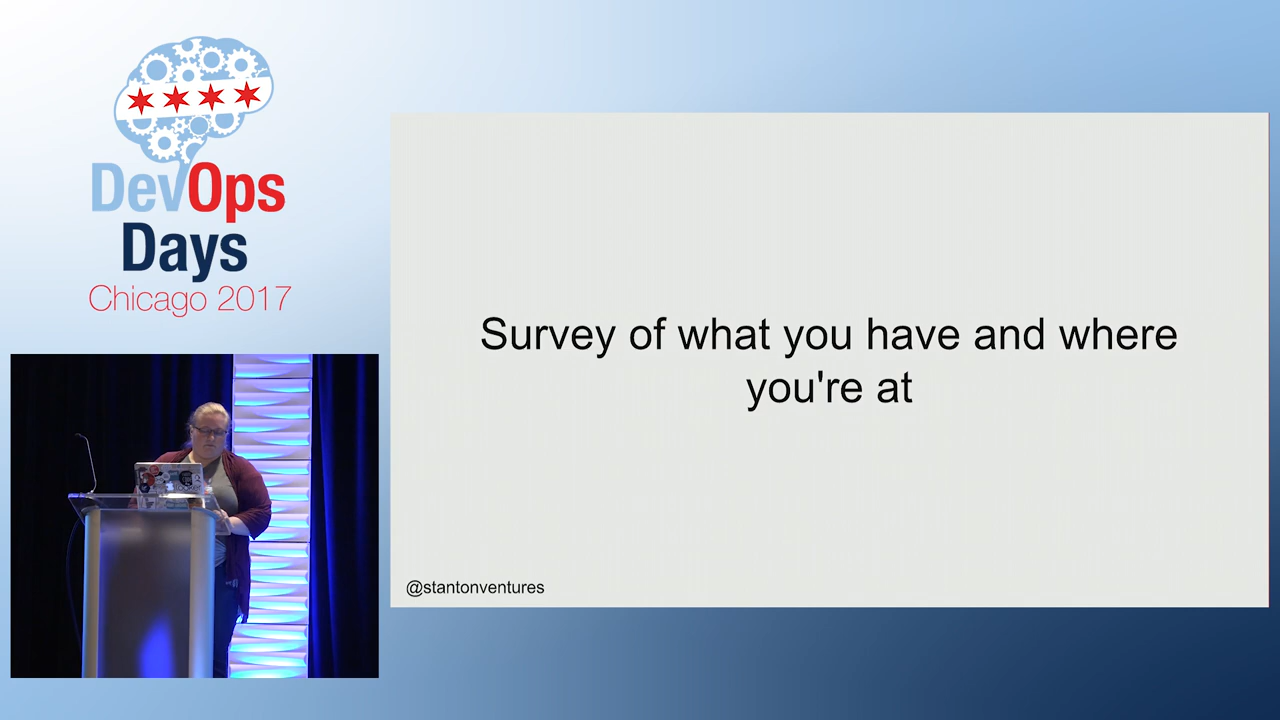 DevOps
Days
Chicago 2017
Survey of what you have and where
you're at
@stantonventures